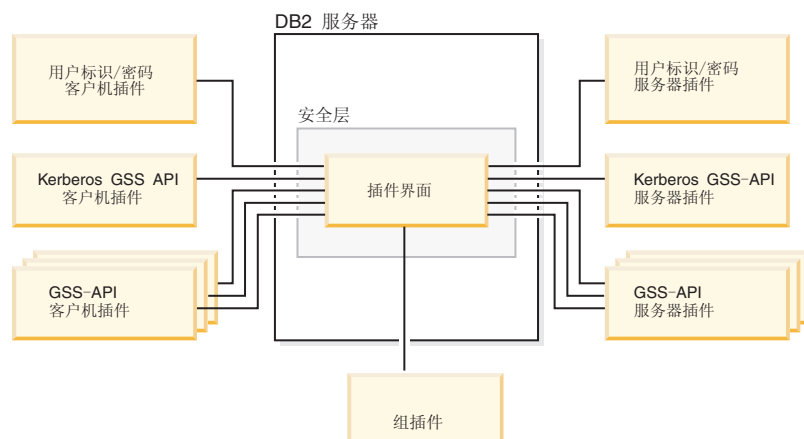 DB2 服务器
用户标识/密码
客户机插件
用户标识/密码
服务器插件
安全层
Kerberos GSS API
客户机插件
插件界面
Kerberos GSS-API
服务器插件
GSS-API
客户机插件
GSS-API
服务器插件
组插件